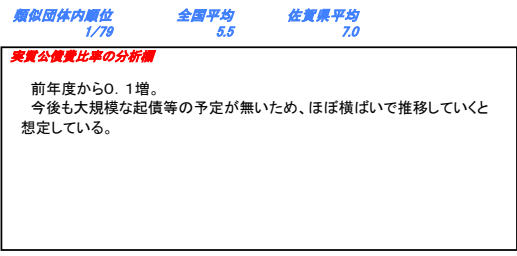 類似団体内順位 全国平均 佐賀県平均
1/79 5.5 7.0
実質公債費比率の分析欄
前年度から０．１増。
今後も大規模な起債等の予定が無いため、ほぼ横ばいで推移していくと
想定している。